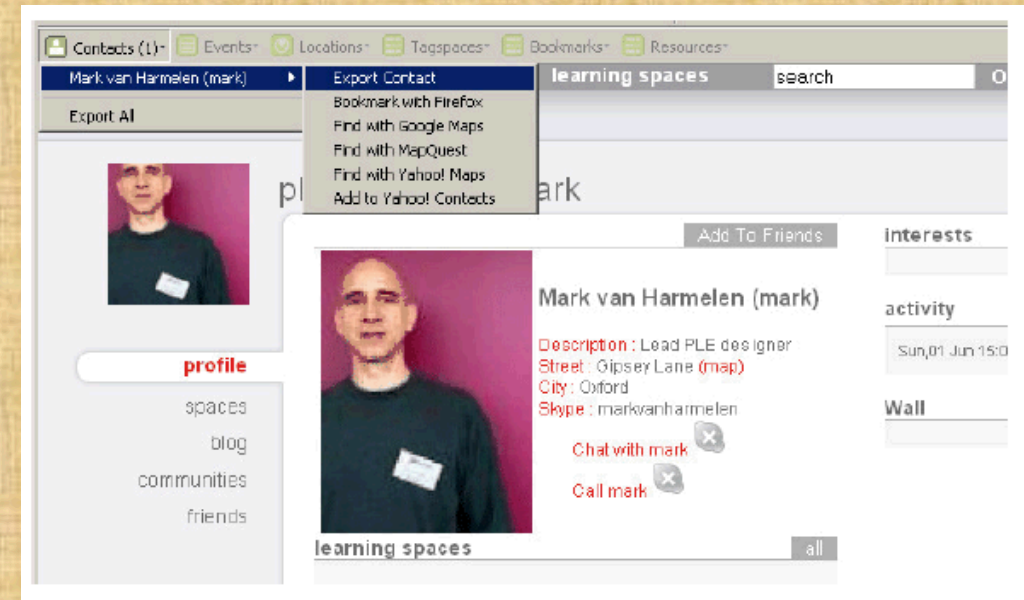 Contacts (1) Events Locations Tagspaces Bookmarks Resources
Mark van Harmelen (mark)
Export All
Export Contact
Bookmark with Firefox
Find with Google Maps
Find with MapQuest
Find with Yahoo! Maps
Add to Yahoo! Contacts
learning spaces
search
O
pl
ark
profile
spaces
blog
communities
friends
Add To Friends
Mark van Harmelen (mark)
Description : Lead PLE designer
Street : Gipsey Lane (map)
City : Oxford
Skype : markvanharmelen
Chat with mark
Call mark
learning spaces
all
interests
activity
Sun,01 Jun 15:0
Wall